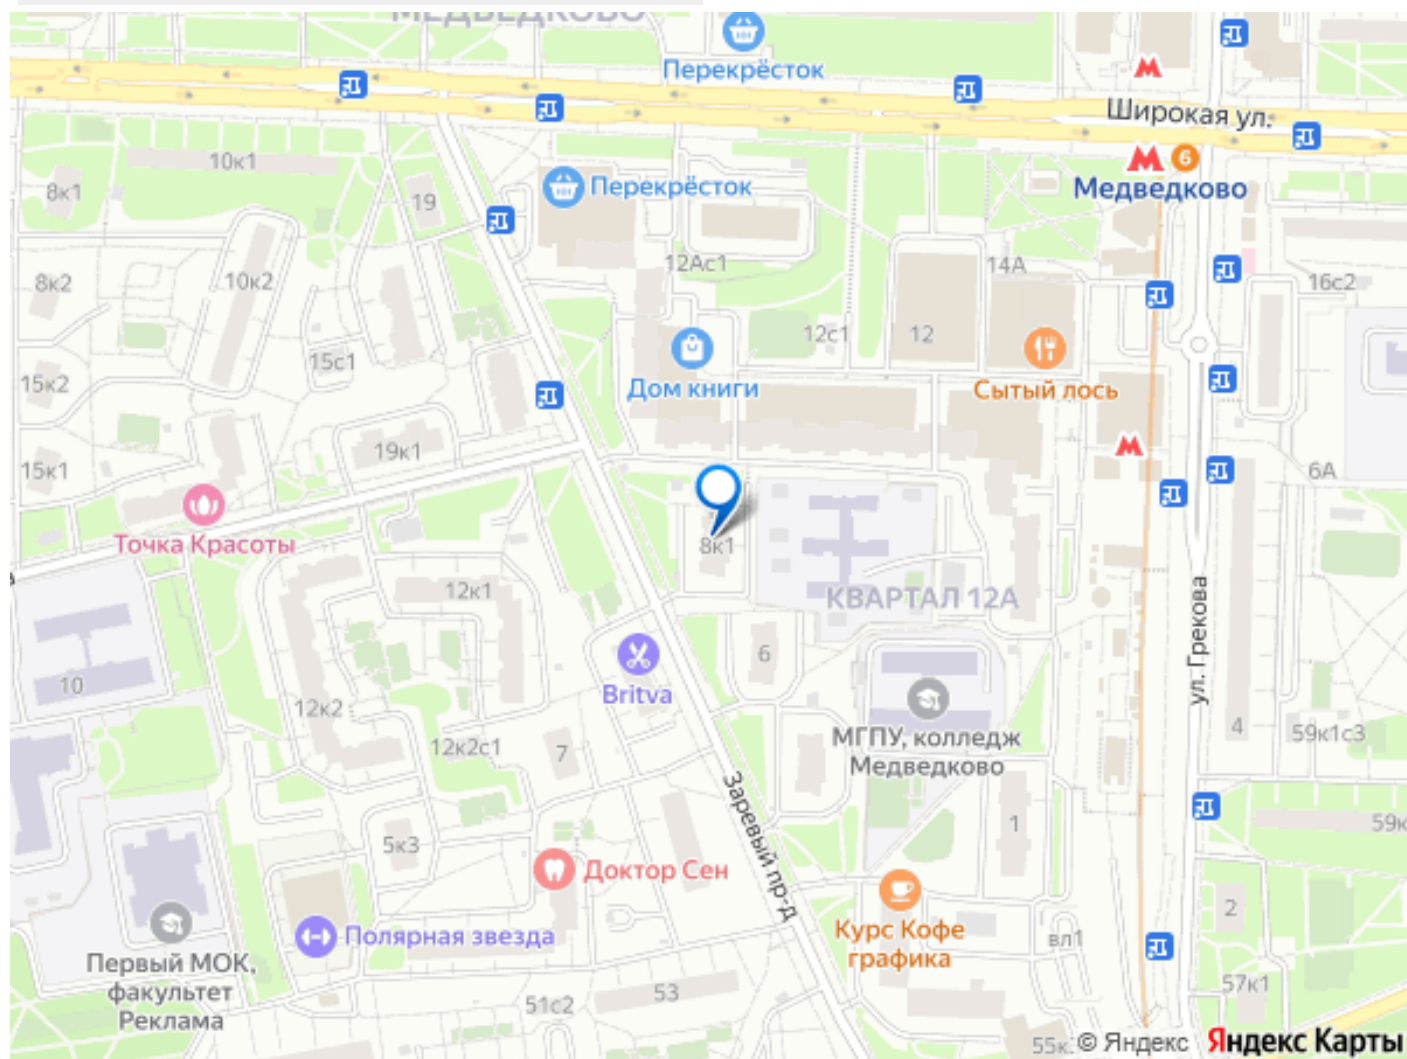 МЕДВЕДКОВО
Перекрёсток
Широкая ул.
6
Медведково
10к1
8к1
19
Перекрёсток
12Ас1
14А
16с2
8к2
10к2
15с1
12с1
12
15к2
Дом книги
Сытый лось
19к1
15к1
6А
Точка Красоты
8к1
КВАРТАЛ 12А
12к1
ул. Грекова
6
10
Britva
12к2
12к2с1
7
МГПУ, колледж
Медведково
4
59к1с3
Заревый пр-д
5к3
1
59к
Доктор Сен
2
Полярная звезда
Курс Кофе
графика
вл1
Первый МОК,
факультет
Реклама
51с2
53
57к1
55к.
© Яндекс
Яндекс Карты